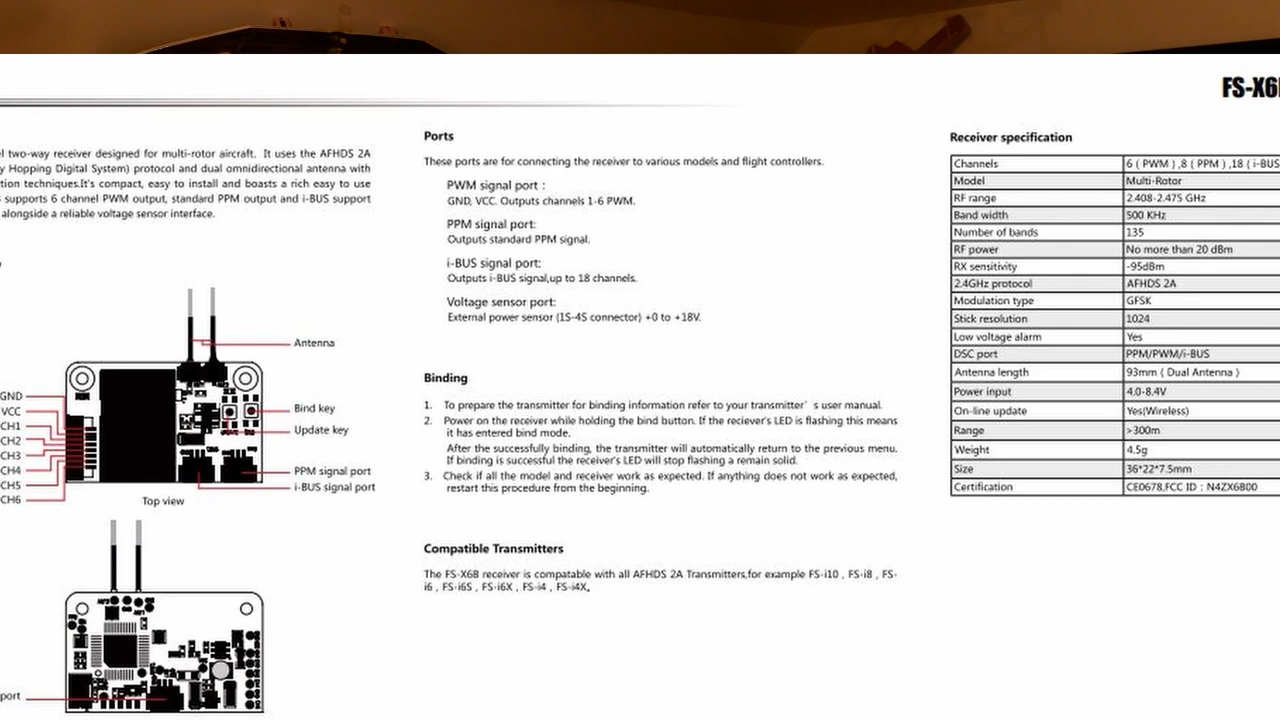 FS-X6
l two-way receiver designed for multi-rotor aircraft. It uses the AFHDS 2A
y Hopping Digital System) protocol and dual omnidirectional antenna with
tion techniques.It's compact, easy to install and boasts a rich easy to use
supports 6 channel PWM output, standard PPM output and i-BUS support
alongside a reliable voltage sensor interface.
Antenna
GND
VCC
CH1
CH2
CH3
CH4
CH5
CH6
Bind key
Update key
PPM signal port
i-BUS signal port
Top view
port
Ports
These ports are for connecting the receiver to various models and flight controllers.
PWM signal port :
GND, VCC. Outputs channels 1-6 PWM.
PPM signal port:
Outputs standard PPM signal.
i-BUS signal port:
Outputs i-BUS signal,up to 18 channels.
Voltage sensor port:
External power sensor (1S-4S connector) +0 to +18V.
Binding
1. To prepare the transmitter for binding information refer to your transmitter's user manual.
2. Power on the receiver while holding the bind button. If the reciever's LED is flashing this means
it has entered bind mode.
After the successfully binding, the transmitter will automatically return to the previous menu.
If binding is successful the receiver's LED will stop flashing a remain solid.
3. Check if all the model and receiver work as expected. If anything does not work as expected,
restart this procedure from the beginning.
Compatible Transmitters
The FS-X6B receiver is compatable with all AFHDS 2A Transmitters,for example FS-i10 , FS-i8 , FS-
i6 , FS-i6S , FS-i6X , FS-i4 , FS-i4X。
Receiver specification
Channels 6 ( PWM ) ,8 ( PPM ) ,18 ( i-BUS
Model Multi-Rotor
RF range 2.408-2.475 GHz
Band width 500 KHz
Number of bands 135
RF power No more than 20 dBm
RX sensitivity -95dBm
2.4GHz protocol AFHDS 2A
Modulation type GFSK
Stick resolution 1024
Low voltage alarm Yes
DSC port PPM/PWM/i-BUS
Antenna length 93mm ( Dual Antenna )
Power input 4.0-8.4V
On-line update Yes(Wireless)
Range >300m
Weight 4.5g
Size 36*22*7.5mm
Certification CE0678,FCC ID : N4ZX6B00